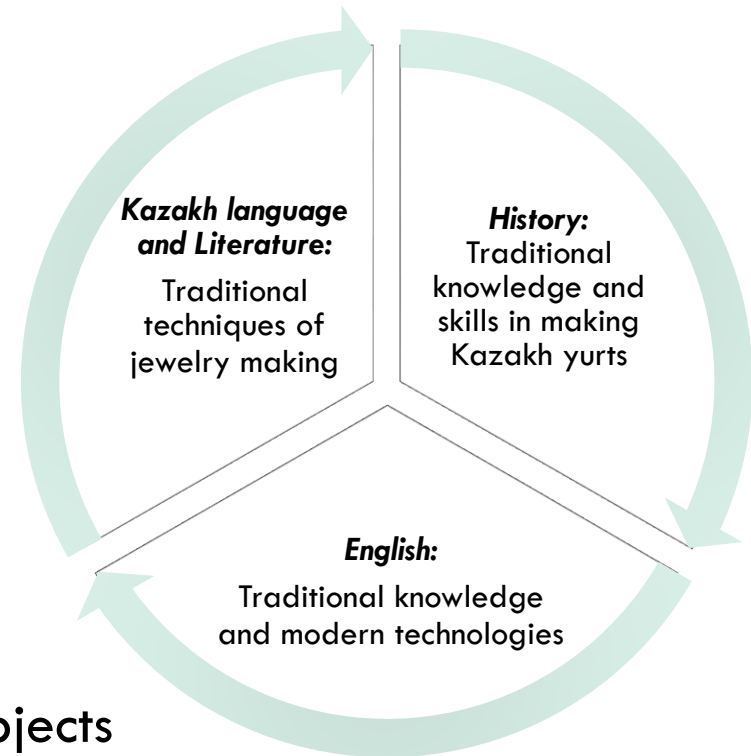 Kazakh language
and Literature:
Traditional
techniques of
jewelry making
History:
Traditional
knowledge and
skills in making
Kazakh yurts
English:
Traditional knowledge
and modern technologies